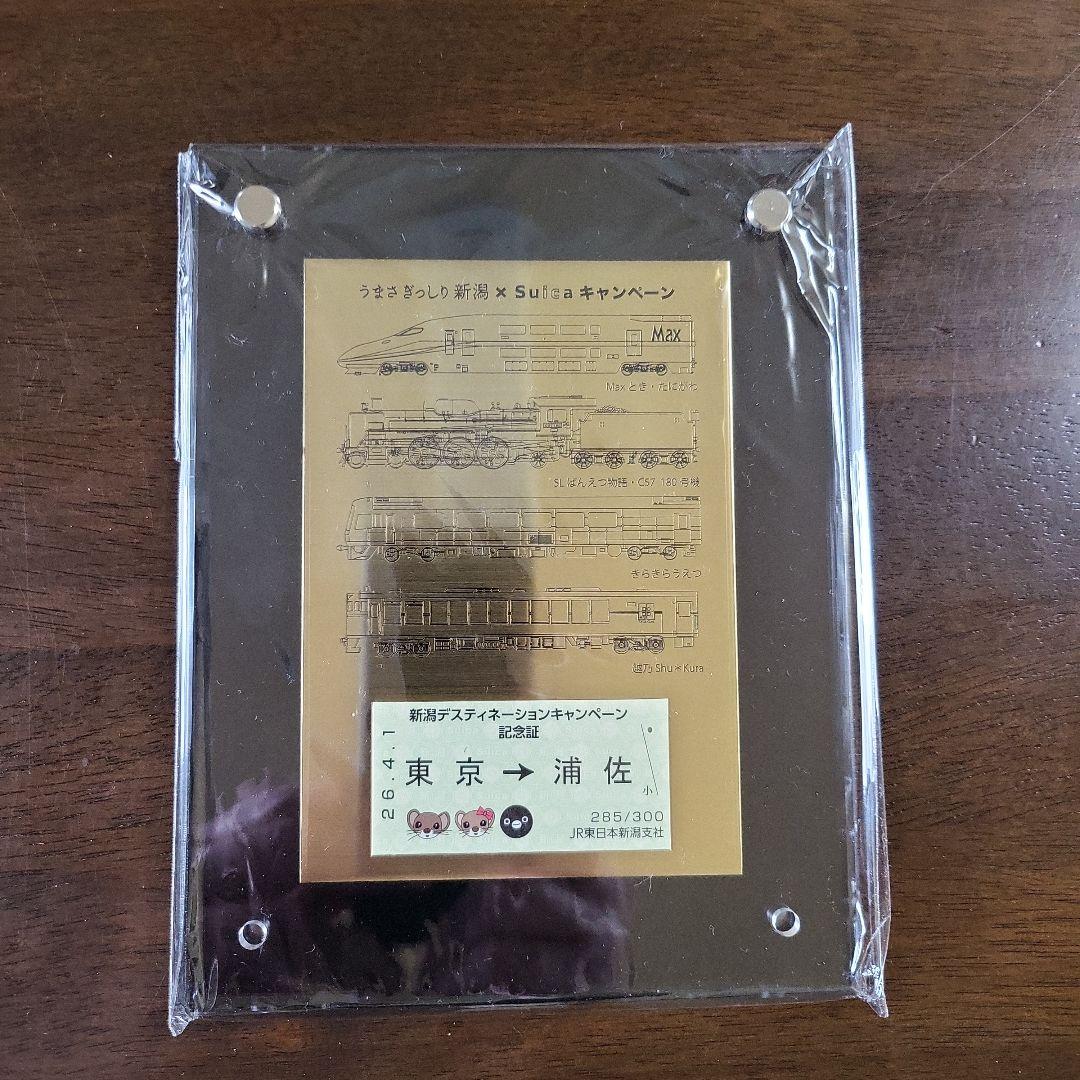 うまさぎっしり新潟×Suicaキャンペーン
Max
Maxとき・たにがわ
SLばんえつ物語・C57 180号機
きらきらうえつ
越乃Shu*Kura
新潟デスティネーションキャンペーン
記念証
26.4.1
東京→浦佐
小
285/300
JR東日本新潟支社